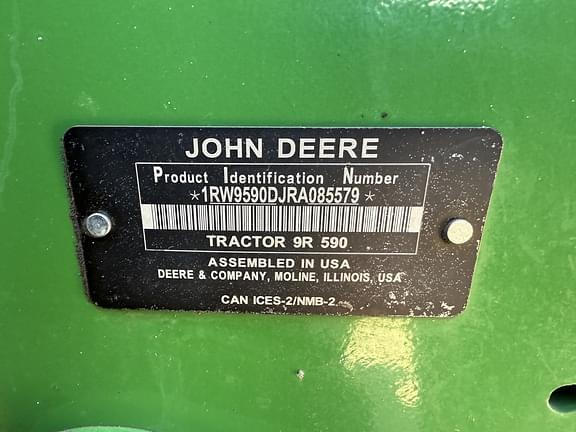 JOHN DEERE
Product Identification Number
*1RW9590DJRA085579*
TRACTOR 9R 590
ASSEMBLED IN USA
DEERE & COMPANY, MOLINE, ILLINOIS, USA
CAN ICES-2/NMB-2